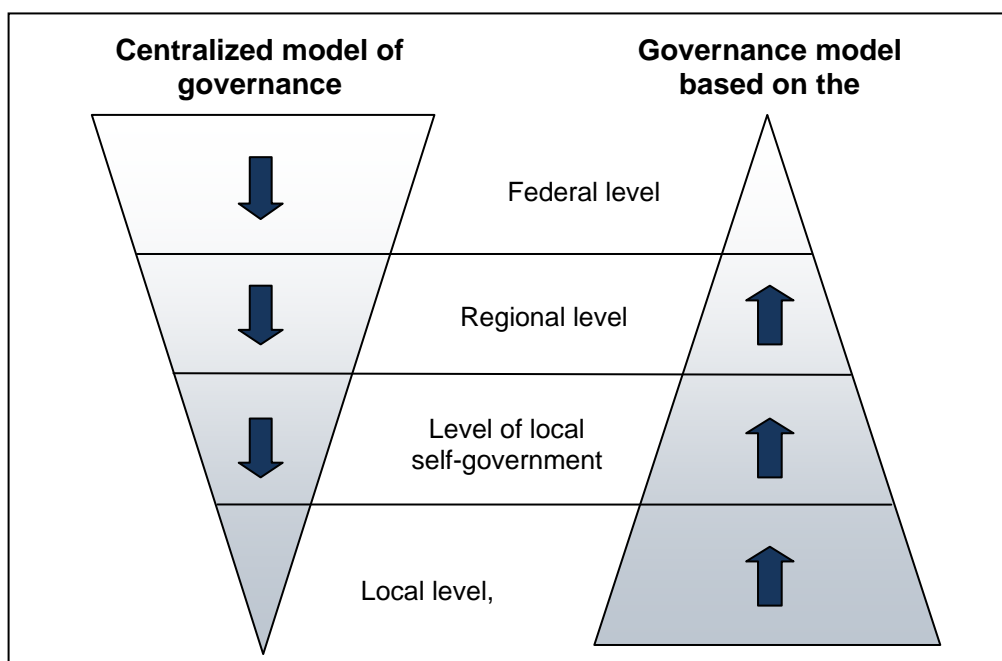 Centralized model of
governance
Governance model
based on the
Federal level
Regional level
Level of local
self-government
Local level,